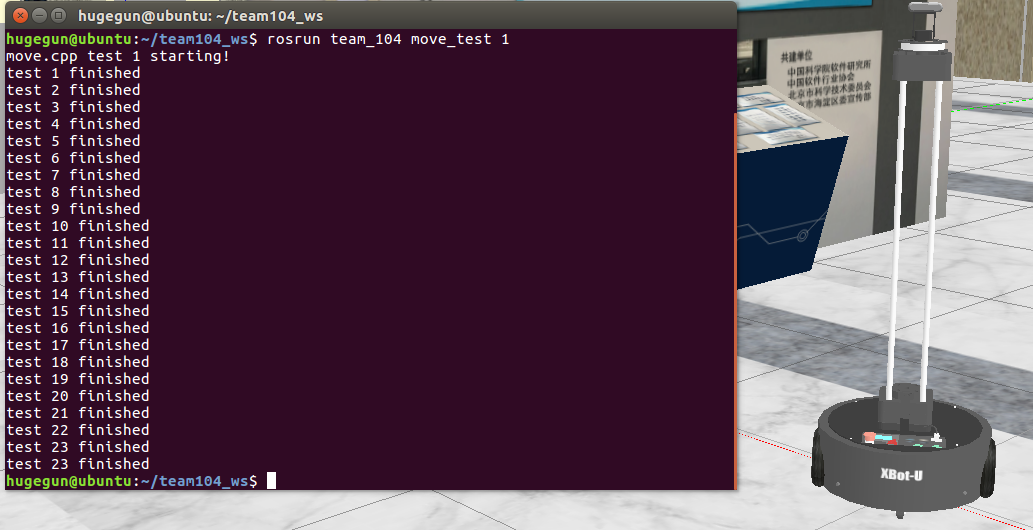 hugegun@ubuntu: ~/team104_ws
hugegun@ubuntu:~/team104_ws$ rosrun team_104 move_test 1
move.cpp test 1 starting!
test 1 finished
test 2 finished
test 3 finished
test 4 finished
test 5 finished
test 6 finished
test 7 finished
test 8 finished
test 9 finished
test 10 finished
test 11 finished
test 12 finished
test 13 finished
test 14 finished
test 15 finished
test 16 finished
test 17 finished
test 18 finished
test 19 finished
test 20 finished
test 21 finished
test 22 finished
test 23 finished
test 23 finished
hugegun@ubuntu:~/team104_ws$
共建单位
中国科学院软件研究所
中国软件行业协会
北京市科学技术委员会
京市海淀区委宣传部
XBot-U